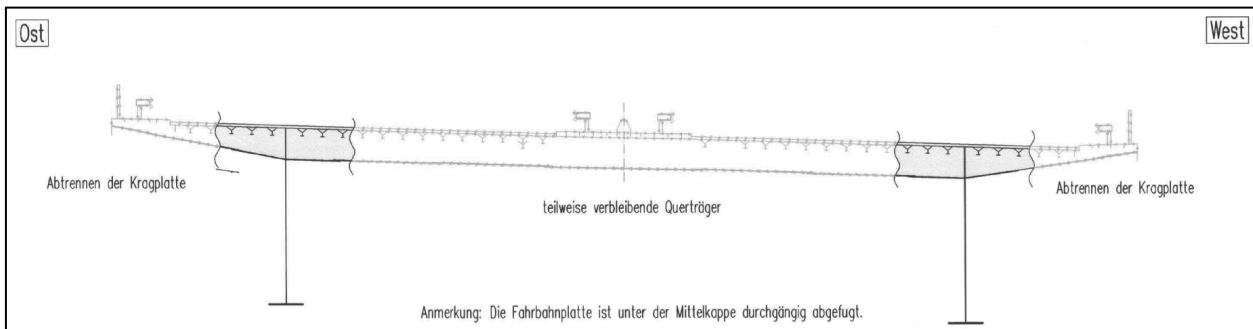 Ost
West
Abtrennen der Kragplatte
Abtrennen der Kragplatte
teilweise verbleibende Querträger
Anmerkung: Die Fahrbahnplatte ist unter der Mittelkappe durchgängig abgefugt.